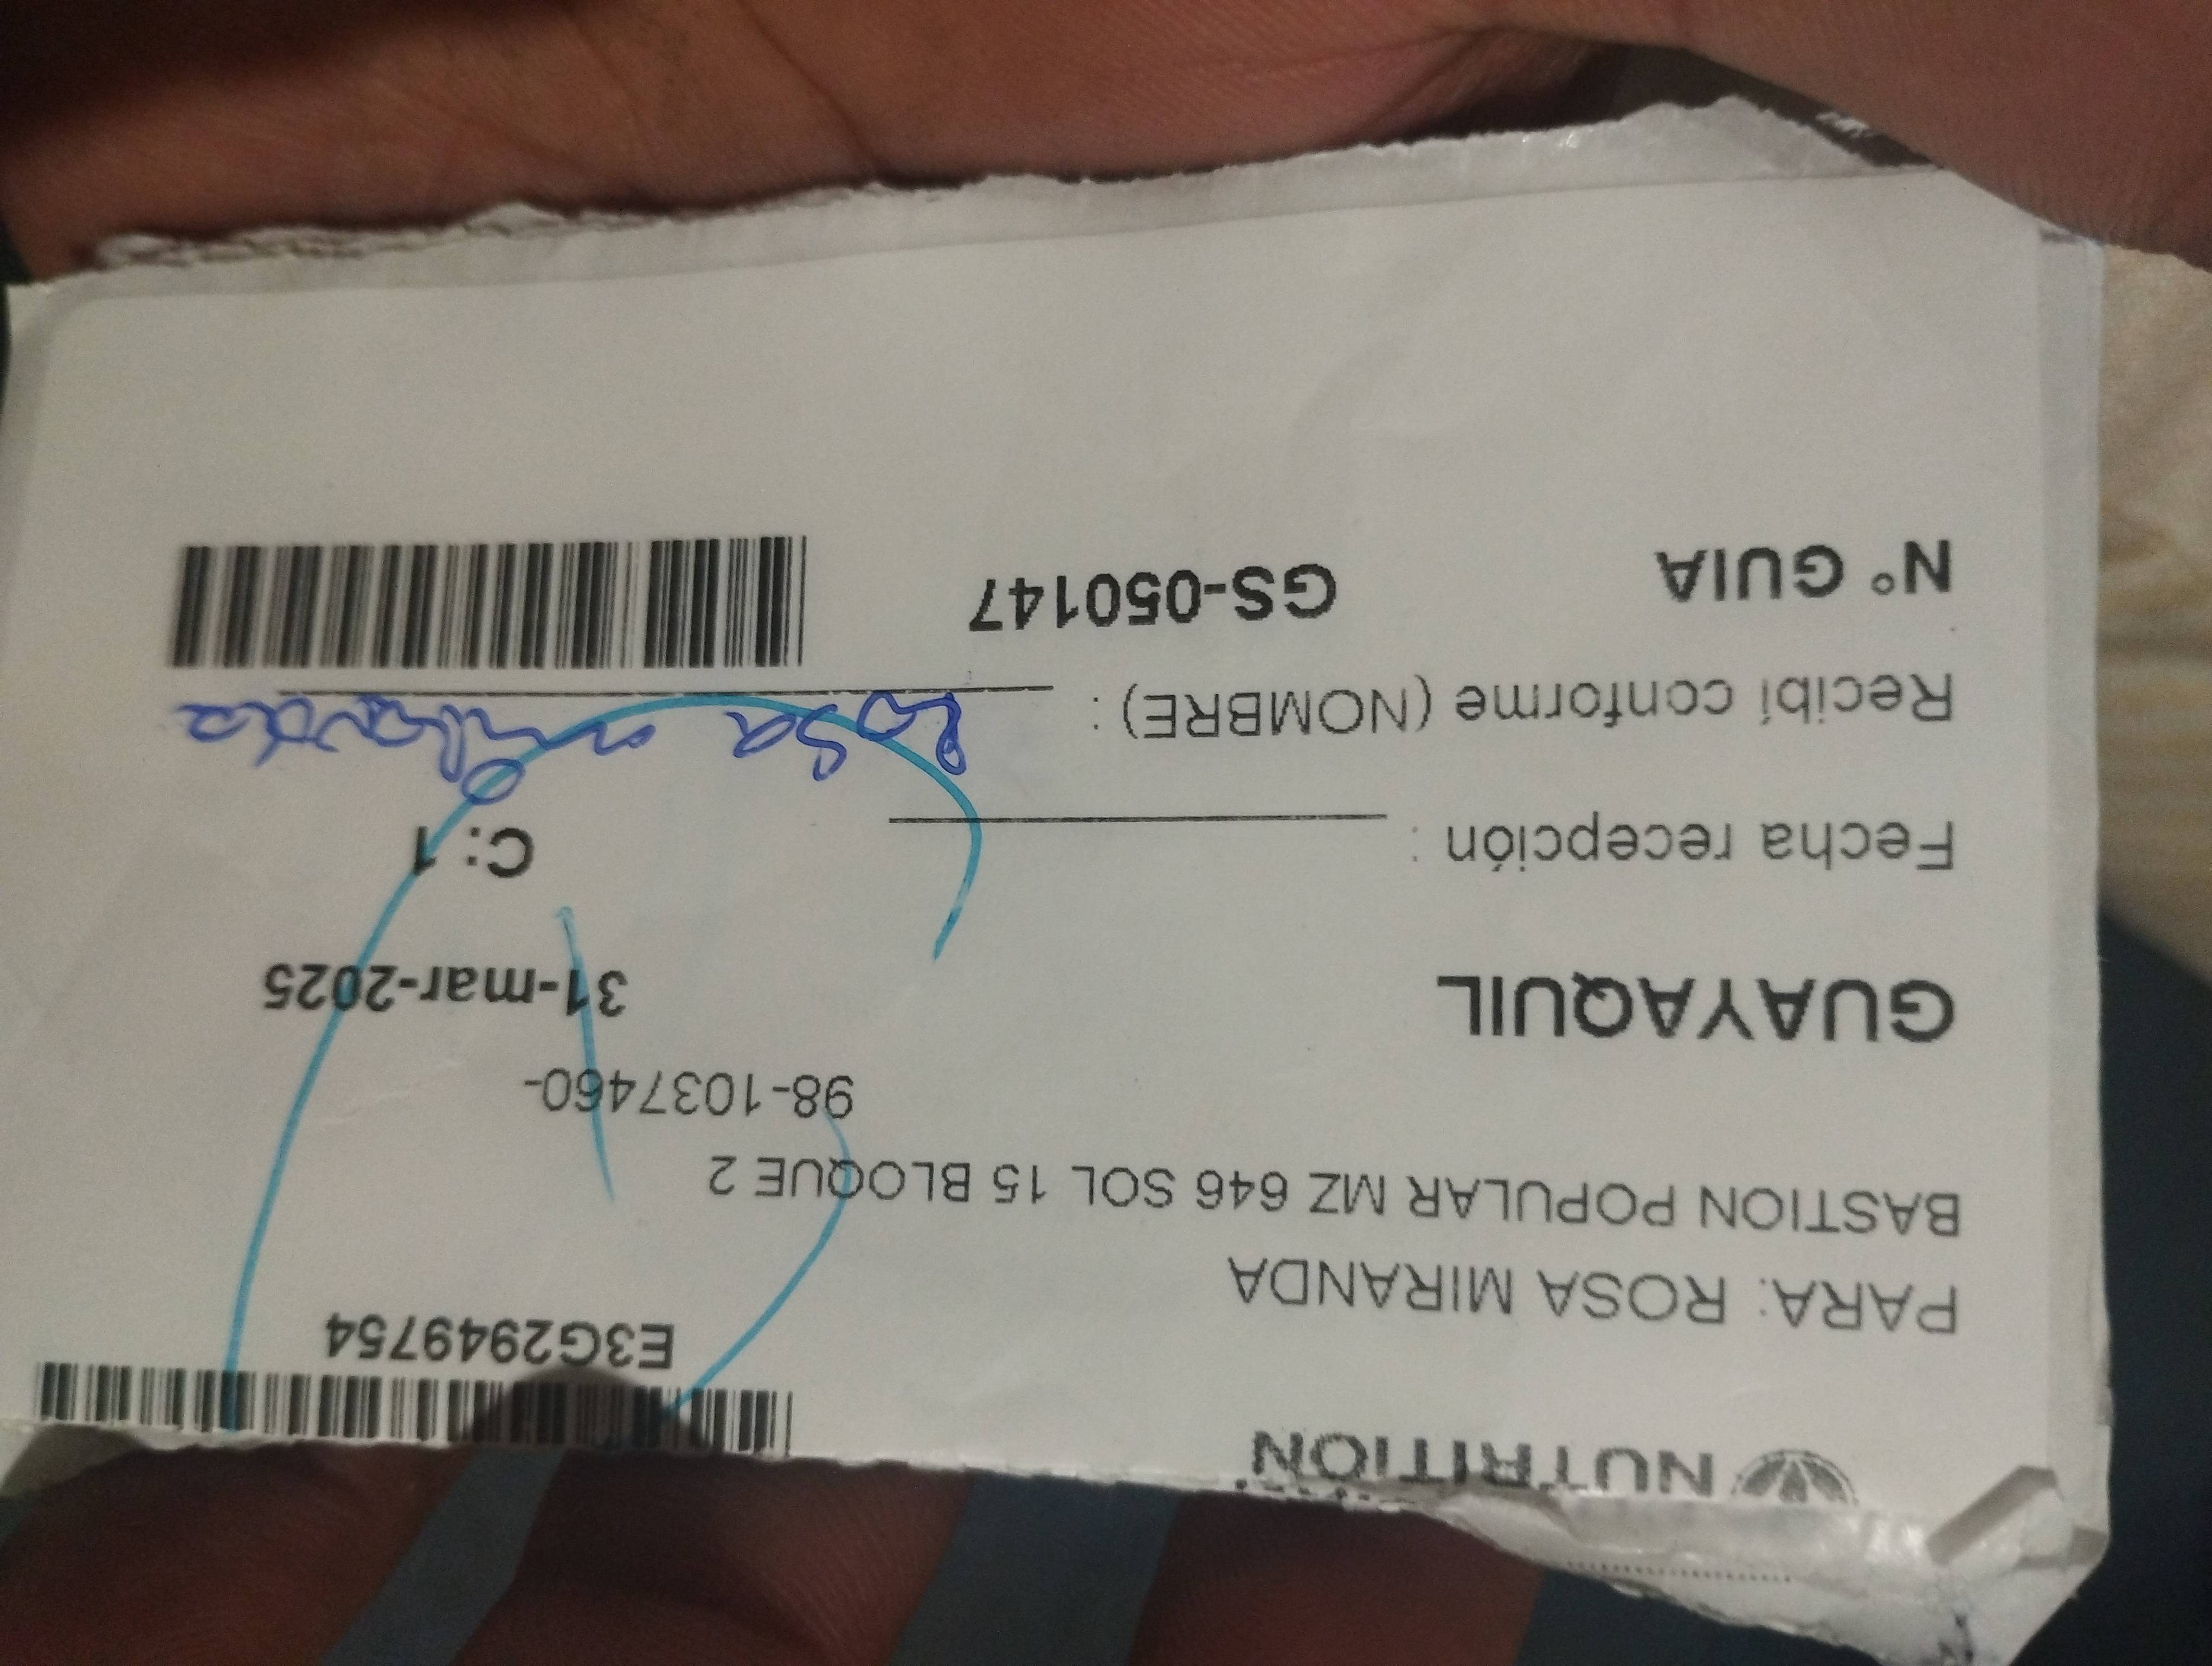 NUTRITION
E3G2949754
PARA: ROSA MIRANDA
BASTION POPULAR MZ 646 SOL 15 BLOQUE 2
98-1037460-
GUAYAQUIL 31-mar-2025
Fecha recepción : C: 1
Recibí conforme (NOMBRE) : Rosa miranda
N° GUIA GS-050147